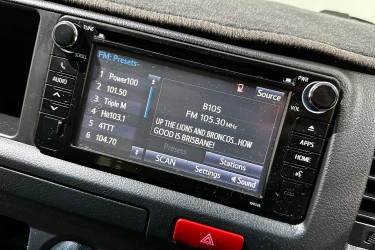 TUNE
PWR
VOL
AUDIO
APPS
HOME
FM: Presets-
Source
1 Power100
2 101.50
3 Triple M
4 Hit103.1
5 4TTT
6 104.70
B105
FM 105.30 MHz
UP THE LIONS AND BRONCOS...HOW
GOOD IS BRISBANE!
Presets
Stations
SCAN
Settings
Sound